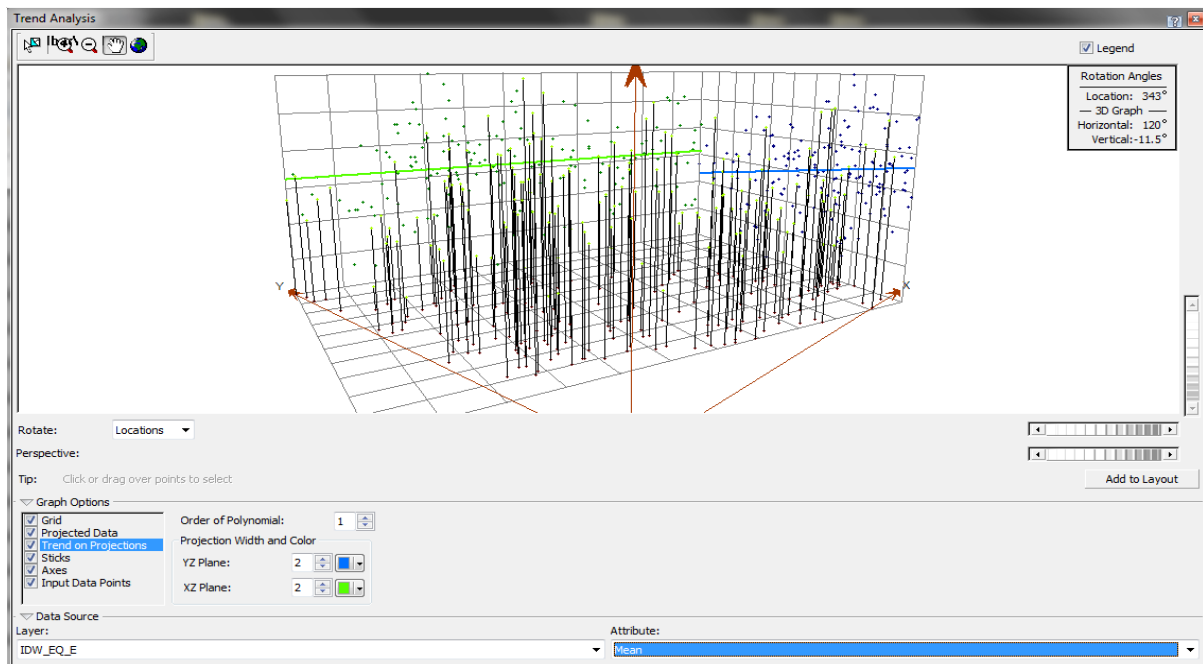 Trend Analysis
Legend
Rotation Angles
Location: 343°
3D Graph
Horizontal: 120°
Vertical:-11.5°
Y
X
Rotate: Locations
Perspective:
Tip: Click or drag over points to select
Add to Layout
Graph Options
Grid
Projected Data
Trend on Projections
Sticks
Axes
Input Data Points
Order of Polynomial: 1
Projection Width and Color
YZ Plane: 2
XZ Plane: 2
Data Source
Layer: Attribute:
IDW_EQ_E Mean